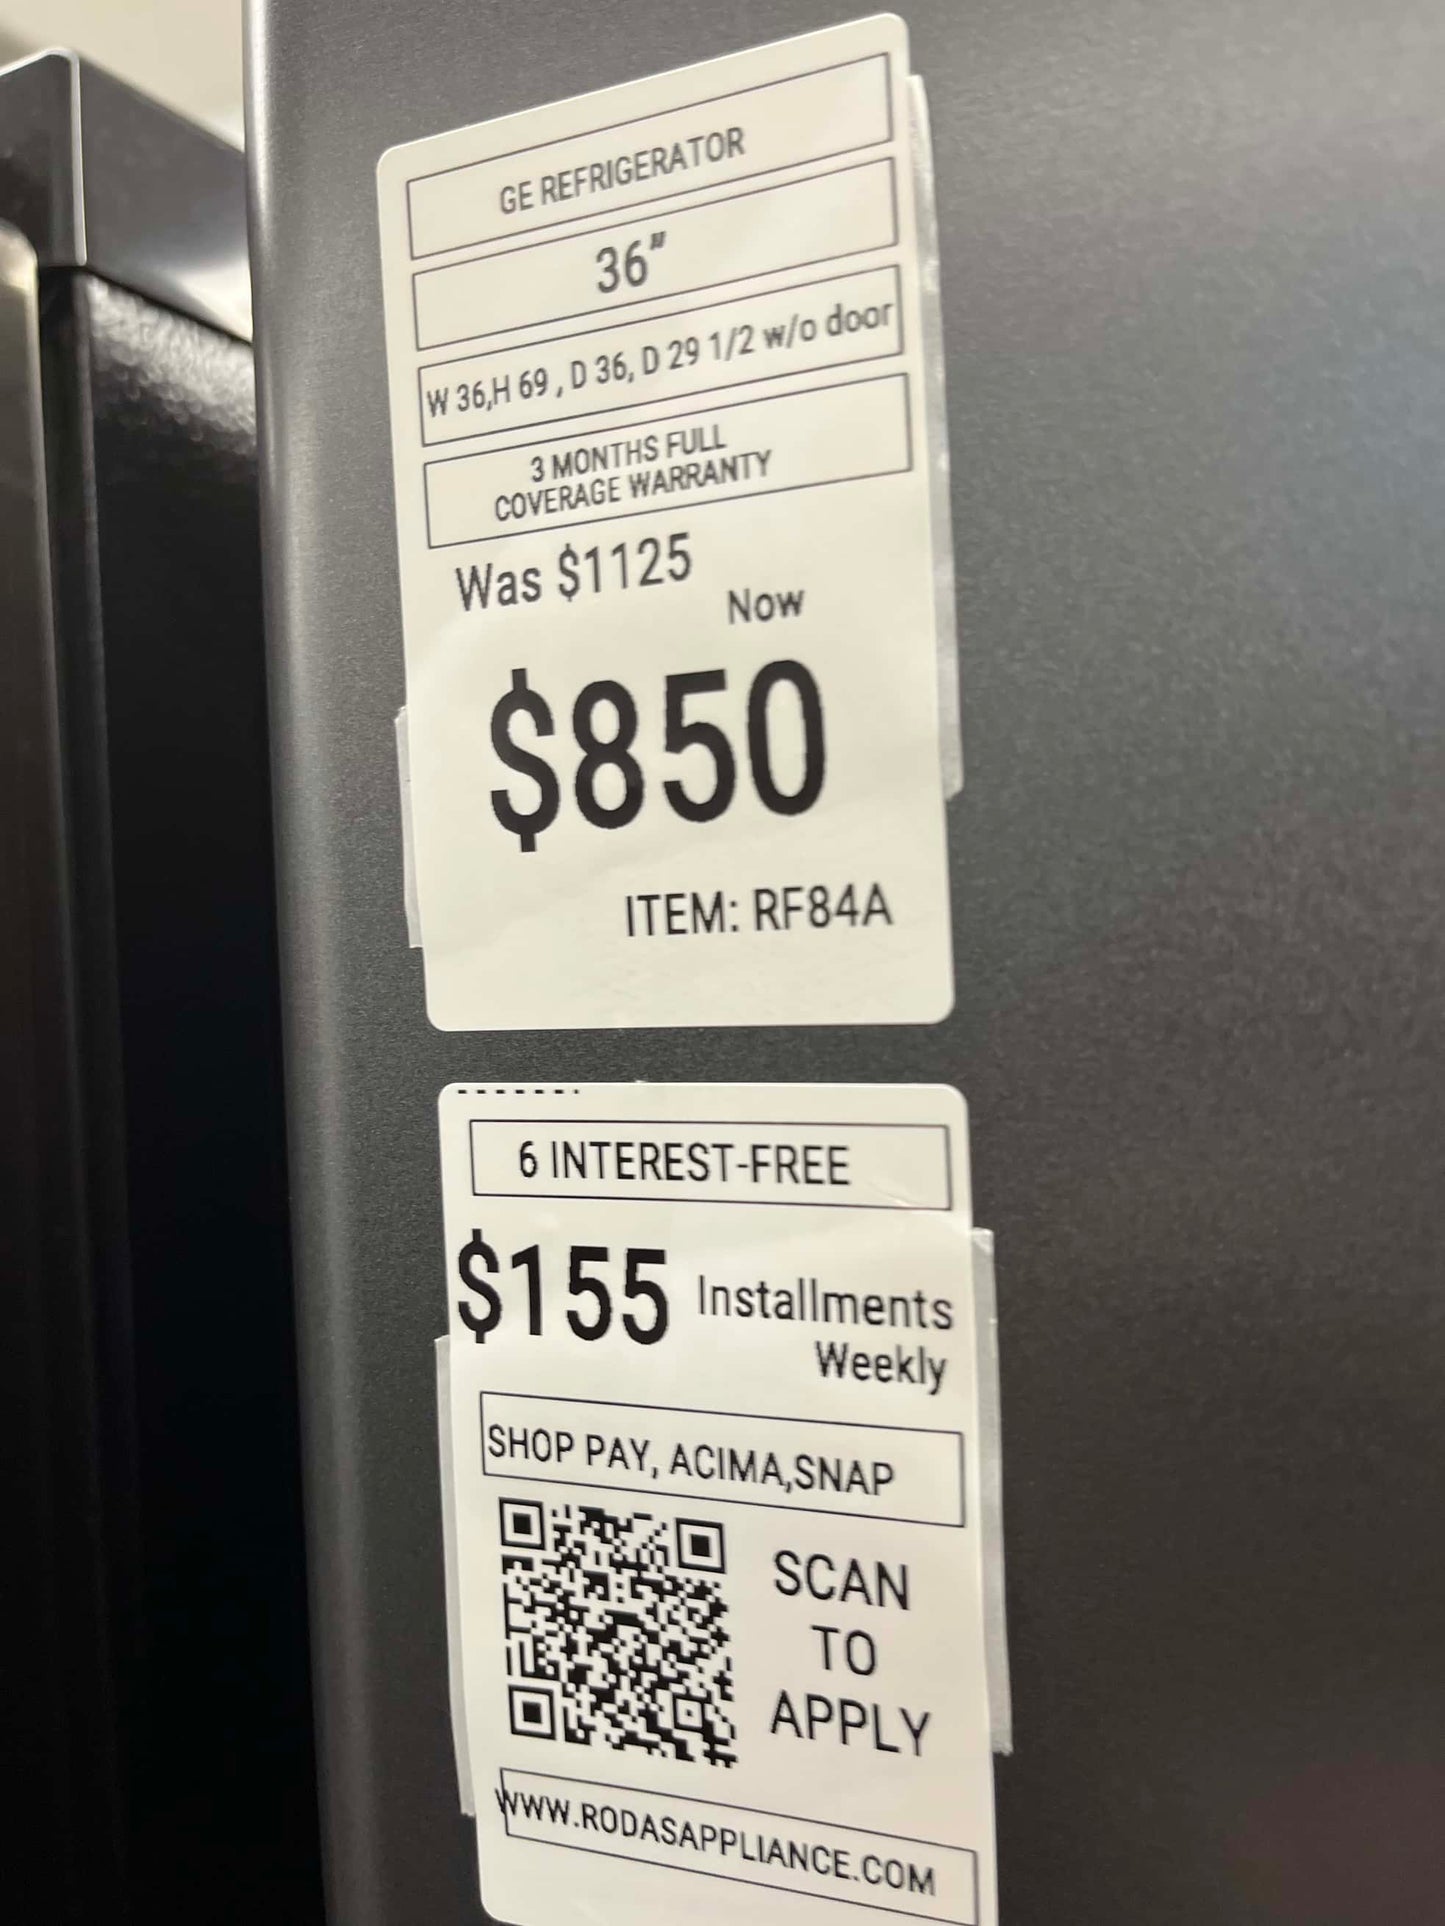 GE REFRIGERATOR
36"
W 36,H 69 , D 36, D 29 1/2 w/o door
3 MONTHS FULL
COVERAGE WARRANTY
Was $1125
Now
$850
ITEM: RF84A
6 INTEREST-FREE
$155 Installments
Weekly
SHOP PAY, ACIMA,SNAP
SCAN
TO
APPLY
WWW.RODASAPPLIANCE.COM